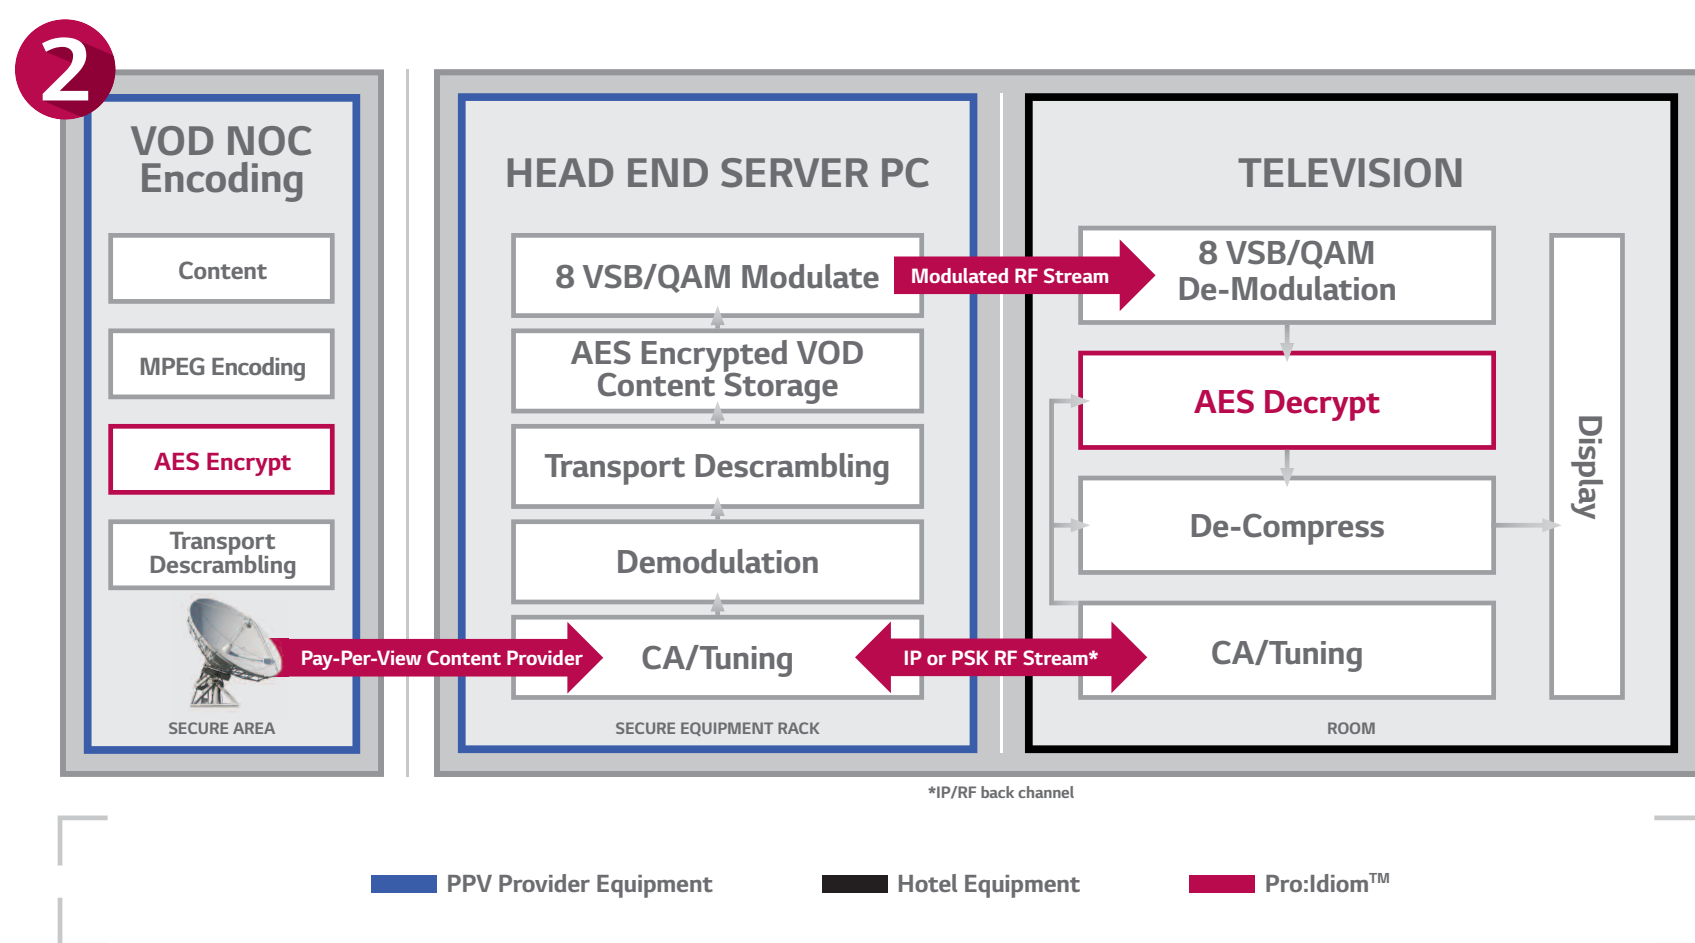 2
VOD NOC
Encoding
Content
MPEG Encoding
AES Encrypt
Transport
Descrambling
Pay-Per-View Content Provider
SECURE AREA
HEAD END SERVER PC
8 VSB/QAM Modulate
Modulated RF Stream
AES Encrypted VOD
Content Storage
Transport Descrambling
Demodulation
CA/Tuning
IP or PSK RF Stream*
SECURE EQUIPMENT RACK
TELEVISION
8 VSB/QAM
De-Modulation
AES Decrypt
De-Compress
CA/Tuning
Display
ROOM
*IP/RF back channel
PPV Provider Equipment
Hotel Equipment
Pro:Idiom™